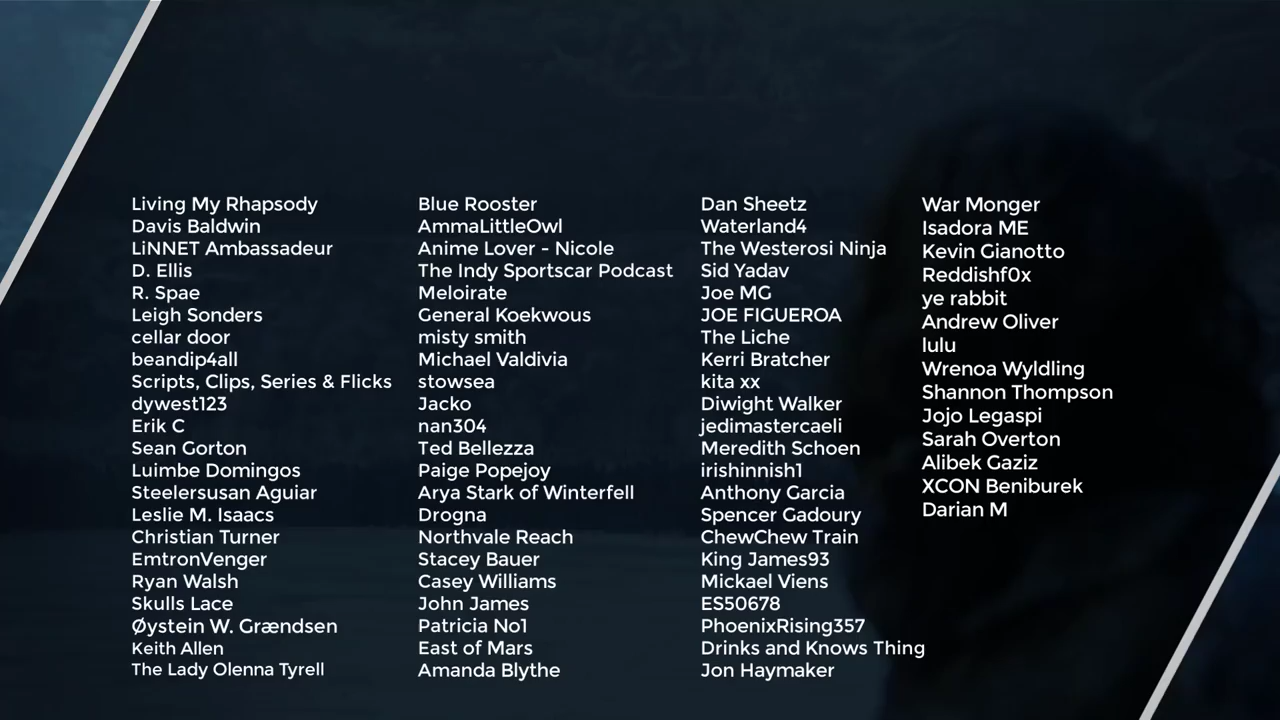 Living My Rhapsody
Davis Baldwin
LiNNET Ambassadeur
D. Ellis
R. Spae
Leigh Sonders
cellar door
beandip4all
Scripts, Clips, Series & Flicks
dywest123
Erik C
Sean Gorton
Luimbe Domingos
Steelersusan Aguiar
Leslie M. Isaacs
Christian Turner
EmtronVenger
Ryan Walsh
Skulls Lace
Øystein W. Grændsen
Keith Allen
The Lady Olenna Tyrell
Blue Rooster
AmmaLittleOwl
Anime Lover - Nicole
The Indy Sportscar Podcast
Meloirate
General Koekwous
misty smith
Michael Valdivia
stowsea
Jacko
nan304
Ted Bellezza
Paige Popejoy
Arya Stark of Winterfell
Drogna
Northvale Reach
Stacey Bauer
Casey Williams
John James
Patricia No1
East of Mars
Amanda Blythe
Dan Sheetz
Waterland4
The Westerosi Ninja
Sid Yadav
Joe MG
JOE FIGUEROA
The Liche
Kerri Bratcher
kita xx
Diwight Walker
jedimastercaeli
Meredith Schoen
irishinnish1
Anthony Garcia
Spencer Gadoury
ChewChew Train
King James93
Mickael Viens
ES50678
PhoenixRising357
Drinks and Knows Thing
Jon Haymaker
War Monger
Isadora ME
Kevin Gianotto
Reddishf0x
ye rabbit
Andrew Oliver
lulu
Wrenoa Wyldling
Shannon Thompson
Jojo Legaspi
Sarah Overton
Alibek Gaziz
XCON Beniburek
Darian M